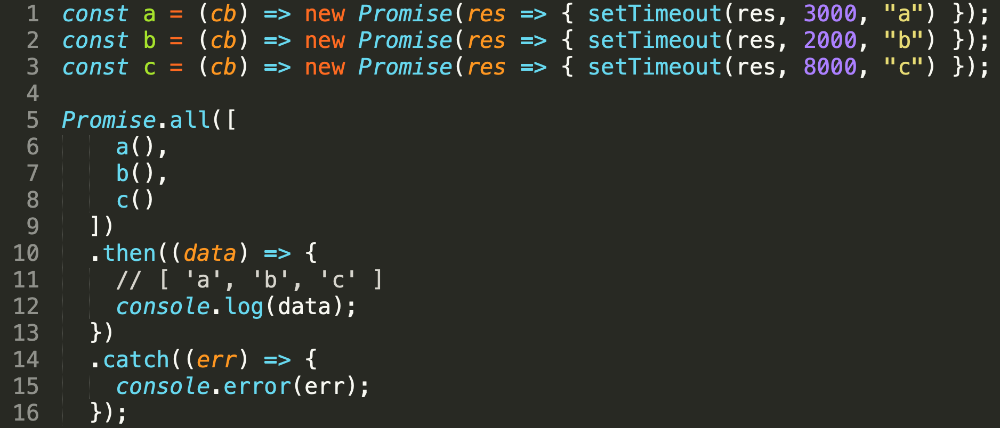 1 const a = (cb) => new Promise(res => { setTimeout(res, 3000, "a") });
2 const b = (cb) => new Promise(res => { setTimeout(res, 2000, "b") });
3 const c = (cb) => new Promise(res => { setTimeout(res, 8000, "c") });
4
5 Promise.all([
6     a(),
7     b(),
8     c()
9   ])
10   .then((data) => {
11     // [ 'a', 'b', 'c' ]
12     console.log(data);
13   })
14   .catch((err) => {
15     console.error(err);
16   });